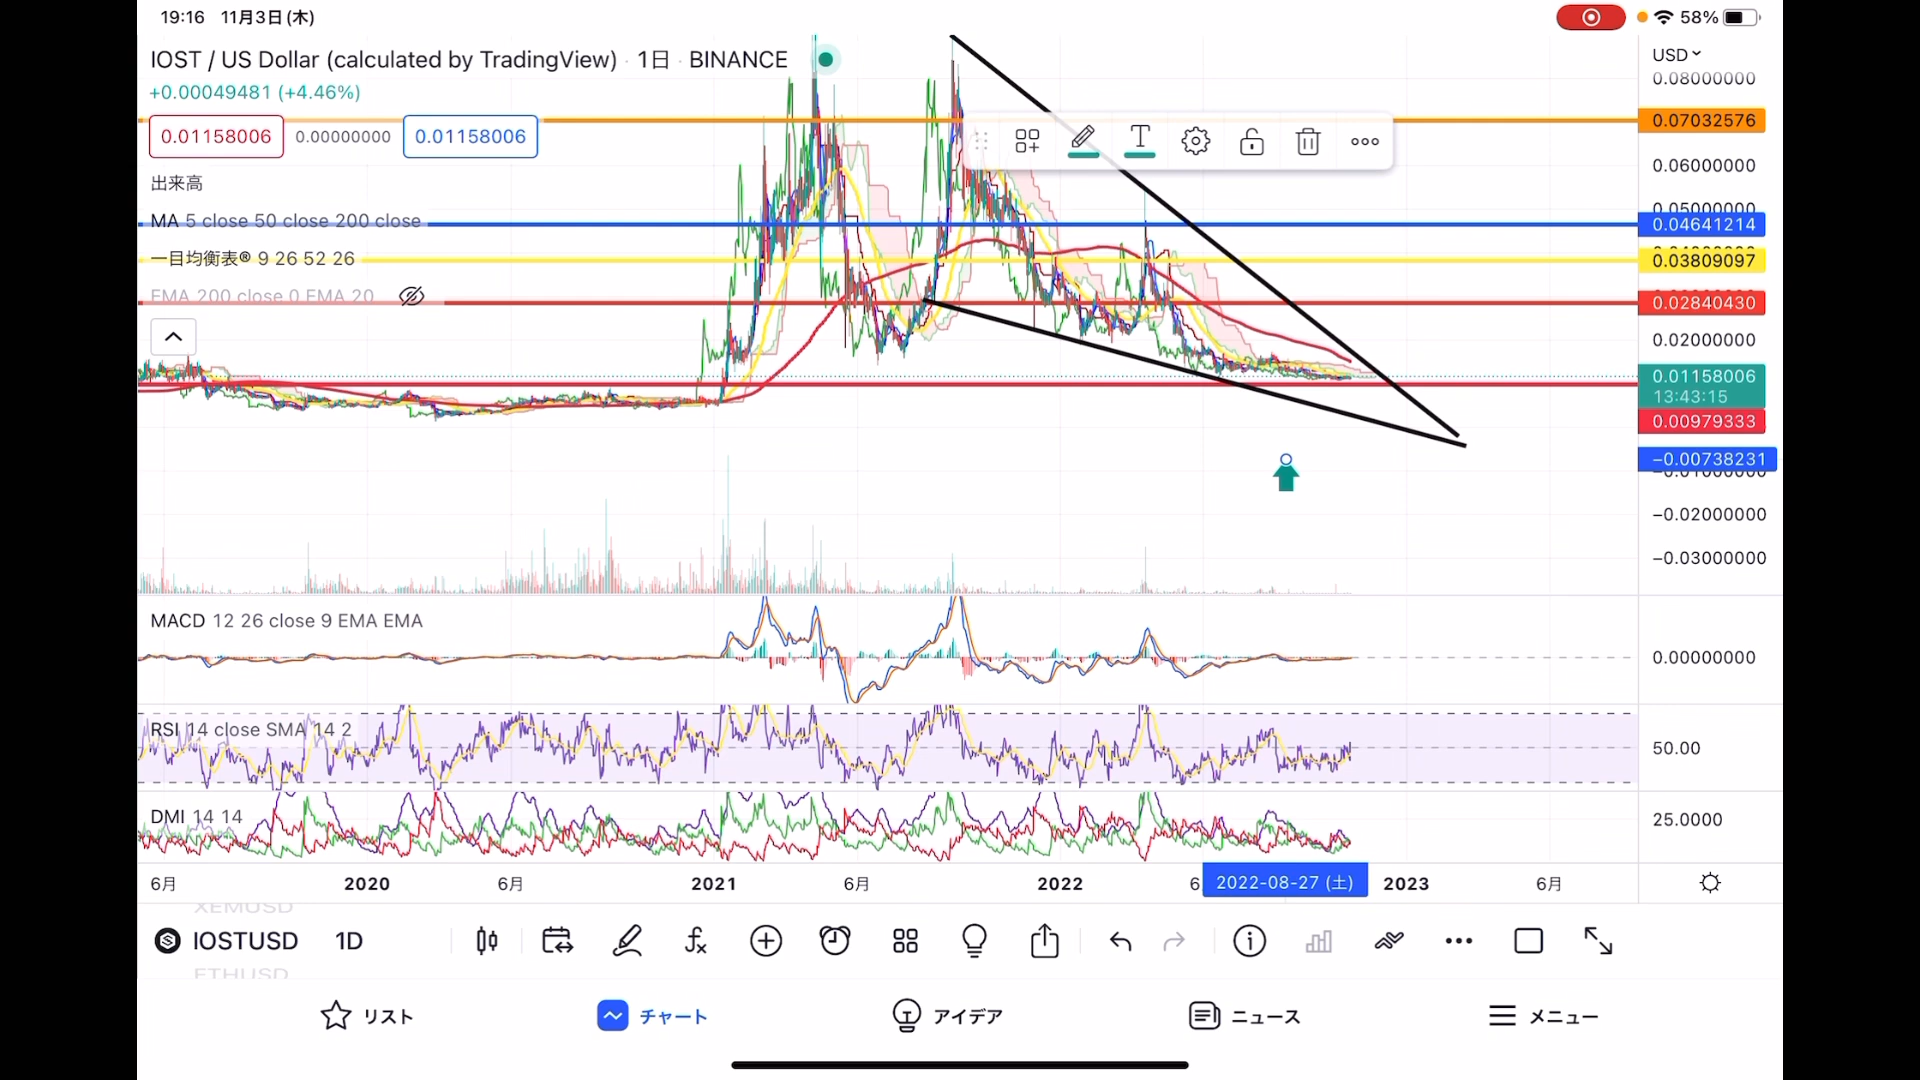 19:16 11月3日(木)
58%
IOST / US Dollar (calculated by TradingView) · 1日 · BINANCE
USD
+0.00049481 (+4.46%)
0.01158006 0.00000000 0.01158006
出来高
MA 5 close 50 close 200 close
一目均衡表® 9 26 52 26
EMA 200 close 0 EMA 20
T
0.08000000
0.07032576
0.06000000
0.05000000
0.04641214
0.03809097
0.02840430
0.02000000
0.01158006
13:43:15
0.00979333
−0.00738231
−0.01000000
−0.02000000
−0.03000000
MACD 12 26 close 9 EMA EMA
0.00000000
RSI 14 close SMA 14 2
50.00
DMI 14 14
25.0000
6月 2020 6月 2021 6月 2022 6 2022-08-27 (土) 2023 6月
XEMUSD
IOSTUSD 1D
ETHUSD
リスト チャート アイデア ニュース メニュー